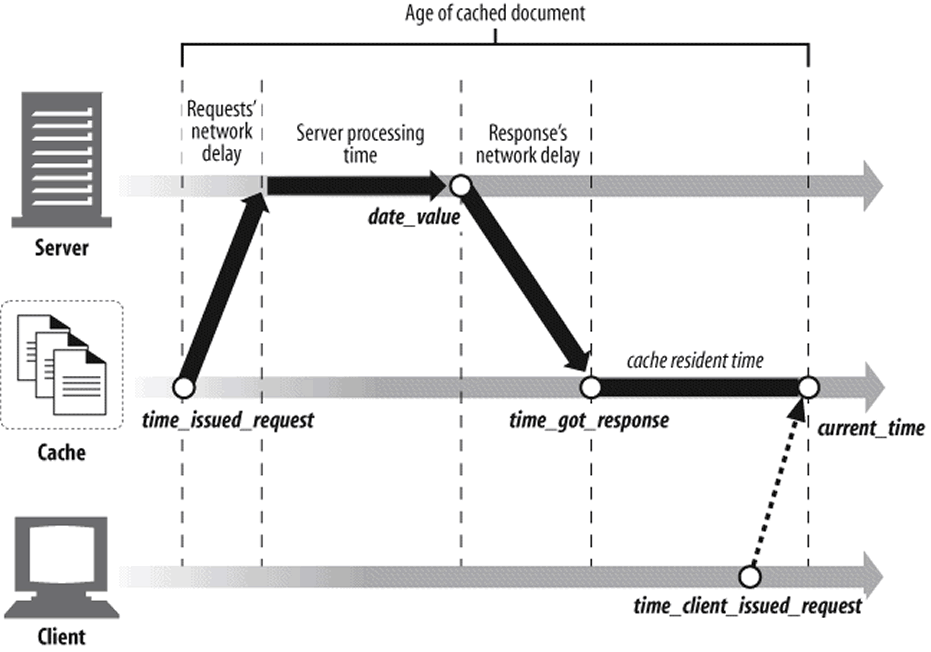 Age of cached document
Requests’
network
delay
Server processing
time
Response’s
network delay
date_value
Server
cache resident time
time_issued_request
time_got_response
current_time
Cache
time_client_issued_request
Client